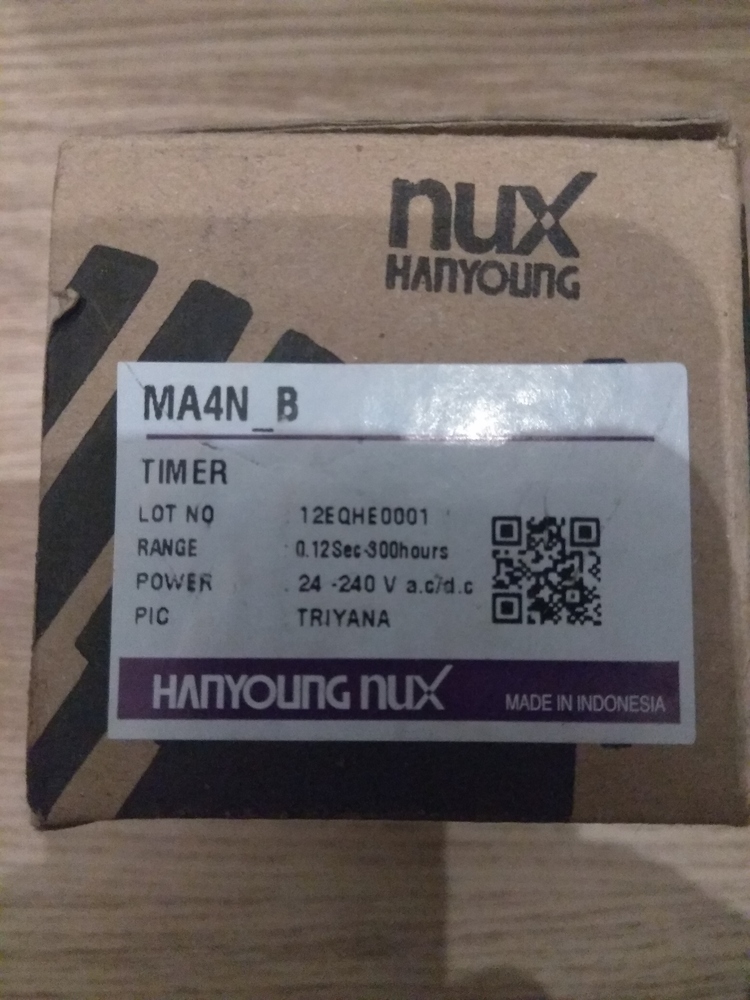 nux
HANYOUNG
MA4N_B
TIMER
LOT NO 12EQHE0001
RANGE : 0.12Sec-300hours
POWER : 24 -240 V a.c/d.c
PIC TRIYANA
HANYOUNG nux
MADE IN INDONESIA